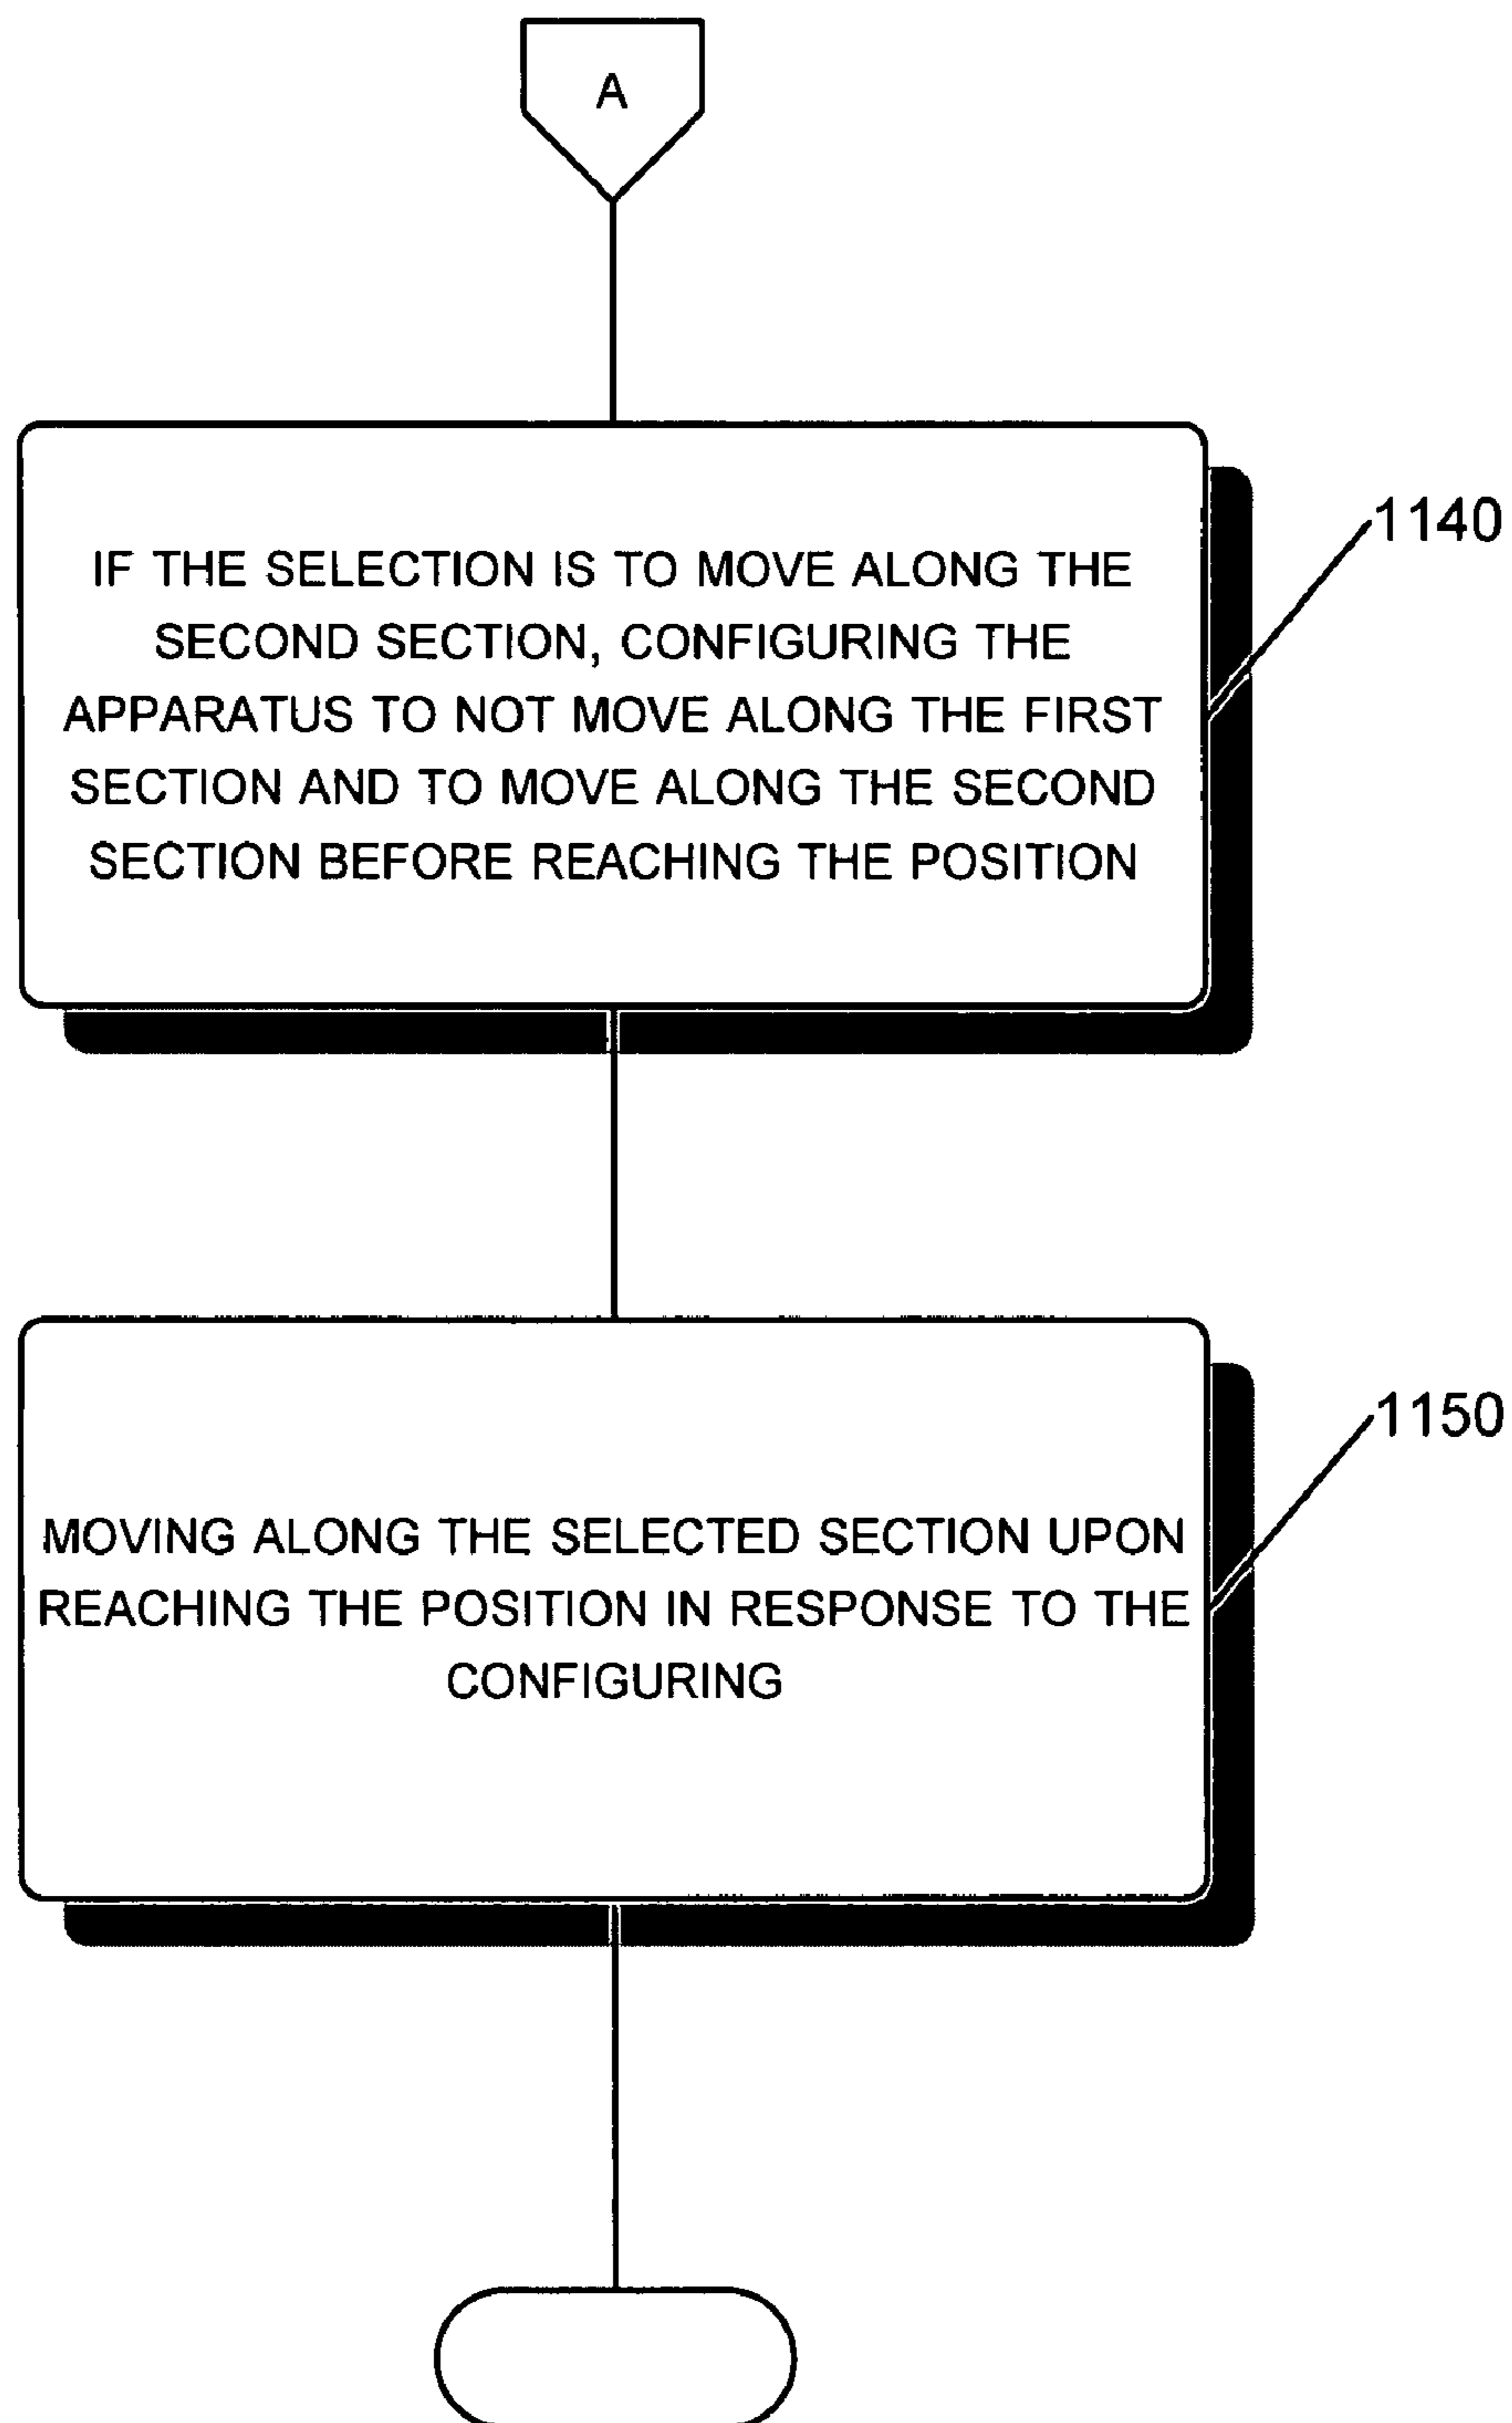 A
IF THE SELECTION IS TO MOVE ALONG THE
SECOND SECTION, CONFIGURING THE
APPARATUS TO NOT MOVE ALONG THE FIRST
SECTION AND TO MOVE ALONG THE SECOND
SECTION BEFORE REACHING THE POSITION
1140
MOVING ALONG THE SELECTED SECTION UPON
REACHING THE POSITION IN RESPONSE TO THE
CONFIGURING
1150